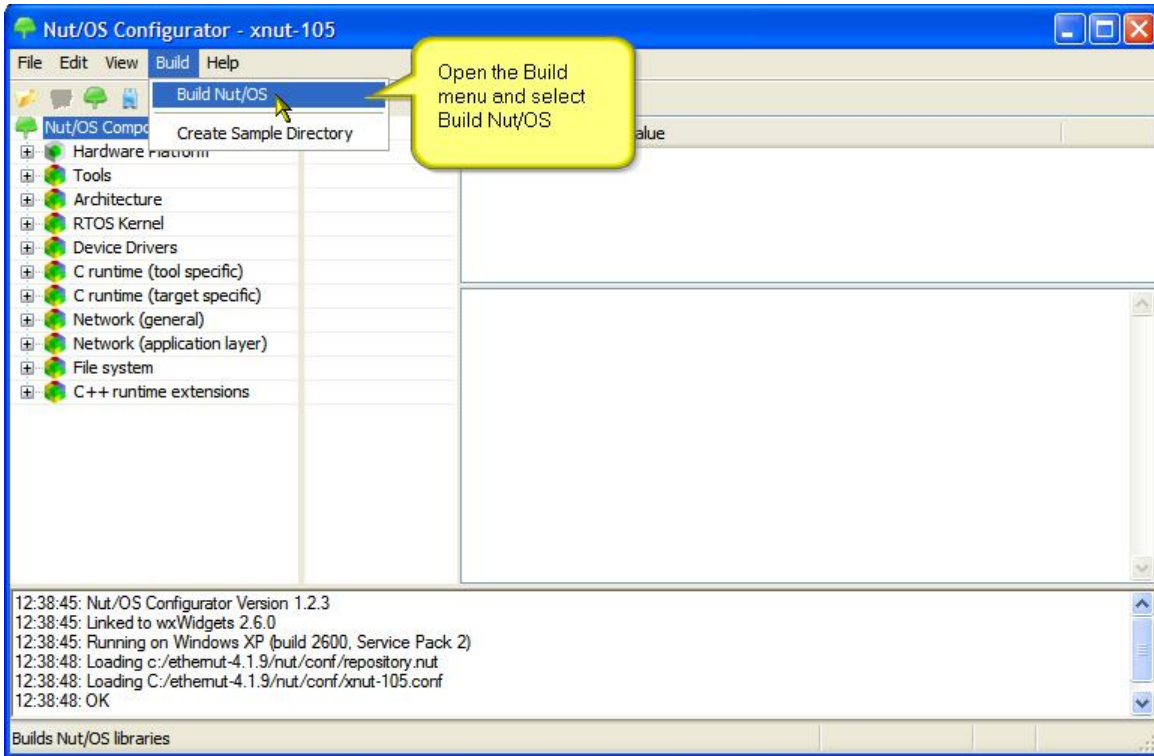 Nut/OS Configurator - xnut-105
File Edit View Build Help
Build Nut/OS
Create Sample Directory
Open the Build
menu and select
Build Nut/OS
Nut/OS
Hardware
Tools
Architecture
RTOS Kernel
Device Drivers
C runtime (tool specific)
C runtime (target specific)
Network (general)
Network (application layer)
File system
C++ runtime extensions
12:38:45: Nut/OS Configurator Version 1.2.3
12:38:45: Linked to wxWidgets 2.6.0
12:38:45: Running on Windows XP (build 2600, Service Pack 2)
12:38:48: Loading c:/ethernut-4.1.9/nut/conf/repository.nut
12:38:48: Loading C:/ethernut-4.1.9/nut/conf/xnut-105.conf
12:38:48: OK
Builds Nut/OS libraries